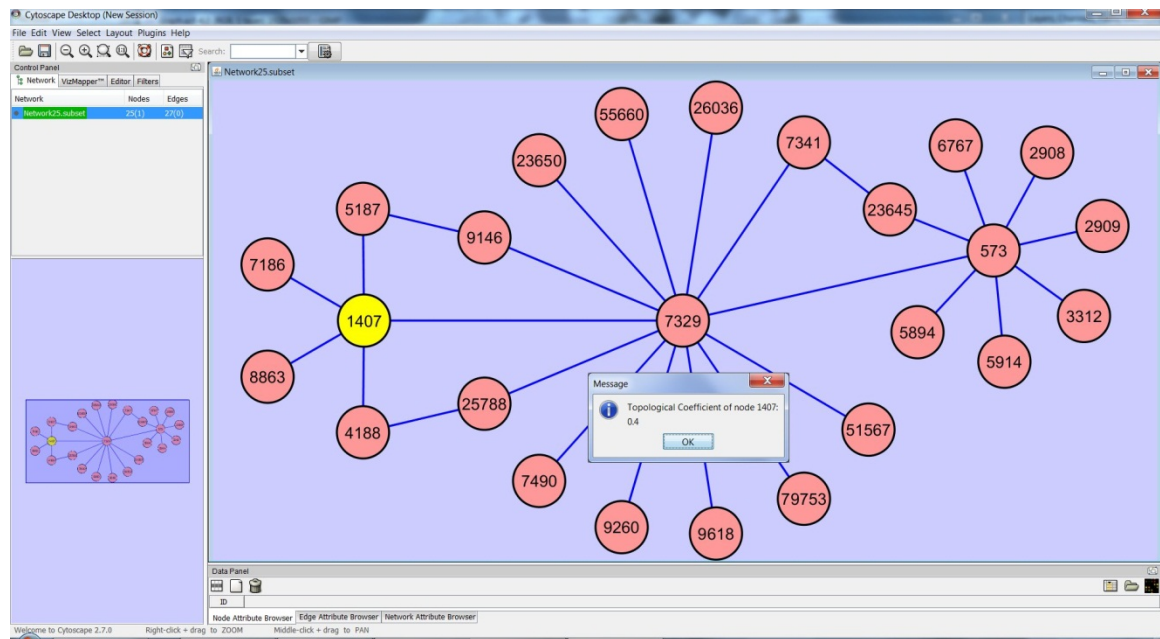 Cytoscape Desktop (New Session)
File Edit View Select Layout Plugins Help
Search:
Control Panel
Network VizMapper™ Editor Filters
Network Nodes Edges
Network25.subset 25(1) 27(0)
Network25.subset
55660
26036
7341
6767
2908
23650
5187
23645
2909
9146
573
7186
1407
7329
3312
5894
5914
8863
Message
Topological Coefficient of node 1407:
0.4
OK
25788
4188
51567
7490
79753
9260
9618
Data Panel
ID
Node Attribute Browser Edge Attribute Browser Network Attribute Browser
Welcome to Cytoscape 2.7.0 Right-click + drag to ZOOM Middle-click + drag to PAN